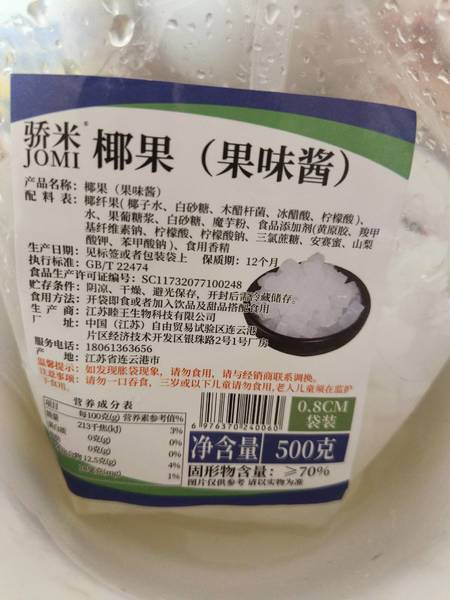 骄米®
JOMI
椰果（果味酱）
产品名称：椰果（果味酱）
配 料 表：椰纤果(椰子水、白砂糖、木醋杆菌、冰醋酸、柠檬酸)、
水、果葡糖浆、白砂糖、魔芋粉、食品添加剂(黄原胶、羧甲
基纤维素钠、柠檬酸、柠檬酸钠、三氯蔗糖、安赛蜜、山梨
酸钾、苯甲酸钠)、食用香精
生产日期：见标签或者包装袋上 保质期：12个月
执行标准：GB/T 22474
食品生产许可证编号：SC11732077100248
贮存条件：阴凉、干燥、避光保存，开封后需冷藏储存。
食用方法：开袋即食或者加入饮品及甜品搭配食用
生 产 商：江苏睦王生物科技有限公司
厂 址：中国（江苏）自由贸易试验区连云港
片区经济技术开发区银珠路2号1号厂房
服务电话：18061363656
产 地：江苏省连云港市
温馨提示：如发现胀袋现象，请勿食用，请与经销商联系调换。
注意事项：请勿一口吞食，三岁或以下儿童请勿食用，老人儿童须在监护
下食用。
营养成分表
项目 每100克(g) 营养素参考值%
能量 213千焦(kJ) 3%
0克(g) 0%
0克(g) 0%
12.5克(g) 4%
1%
6 976370 240060
0.8CM
袋装
净含量 500克
固形物含量：≥70%
图片仅供参考 请以实物为准